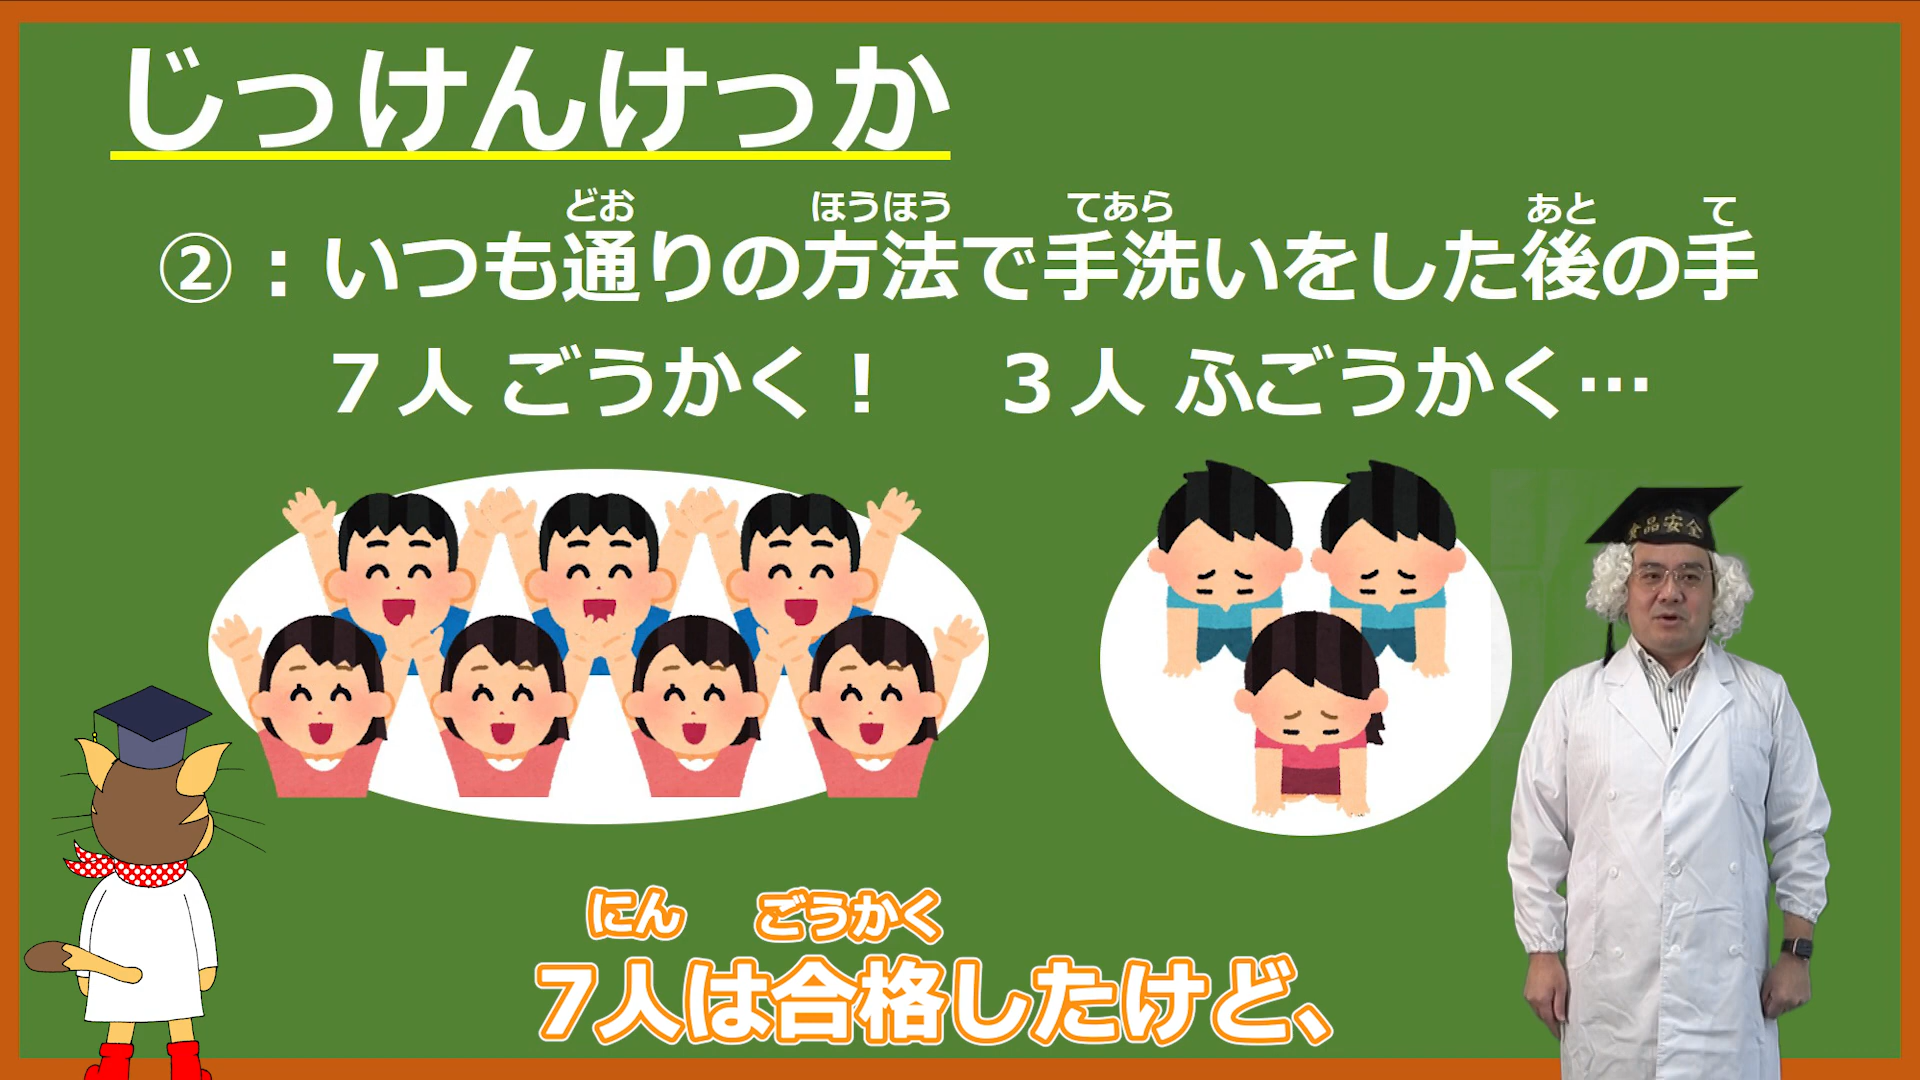 じっけんけっか
どお ほうほう てあら あと て
②：いつも通りの方法で手洗いをした後の手
７人 ごうかく！ ３人 ふごうかく…
食品安全
にん ごうかく
7人は合格したけど、